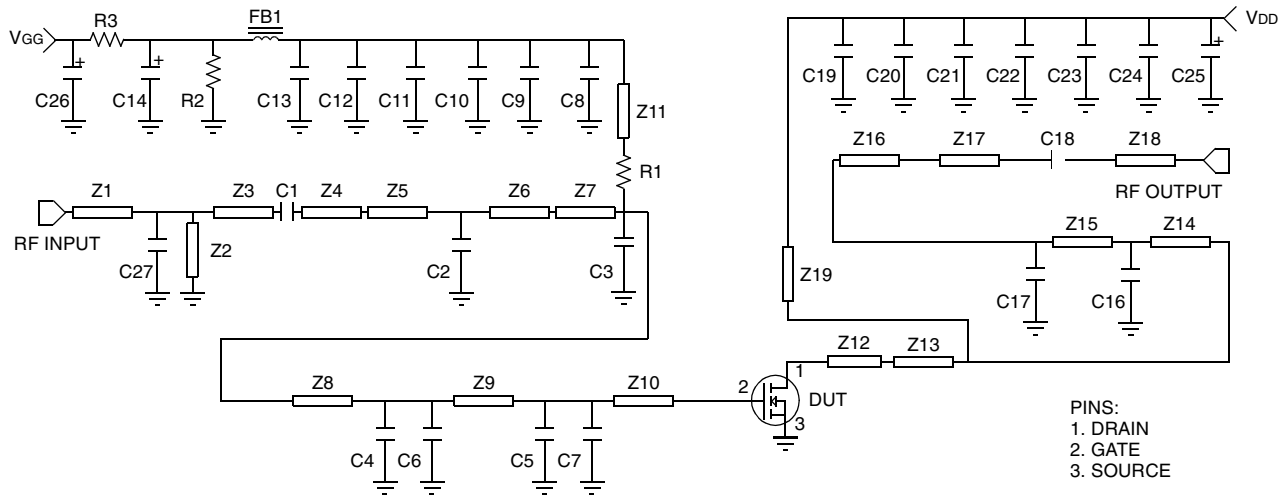 VGG
R3
FB1
C26
C14
R2
C13
C12
C11
C10
C9
C8
Z11
R1
VDD
C19
C20
C21
C22
C23
C24
C25
Z16
Z17
C18
Z18
RF OUTPUT
RF INPUT
Z1
C27
Z2
Z3
C1
Z4
Z5
C2
Z6
Z7
C3
Z15
Z14
C17
C16
Z19
Z12
Z13
Z8
C4
C6
Z9
C5
C7
Z10
2
1
3
DUT
PINS:
1. DRAIN
2. GATE
3. SOURCE